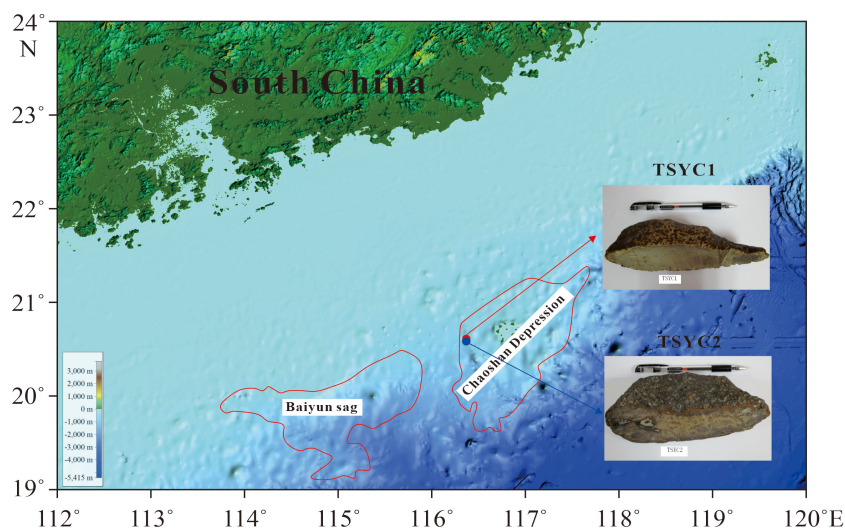 24°
N
South China
23°
TSYC1
22°
TSYC1
21°
Chaoshan Depression
TSYC2
3,000 m
2,000 m
1,000 m
0 m
-1,000 m
-2,000 m
-3,000 m
-4,000 m
-5,415 m
20°
Baiyun sag
TSYC2
19°
112° 113° 114° 115° 116° 117° 118° 119° 120°E